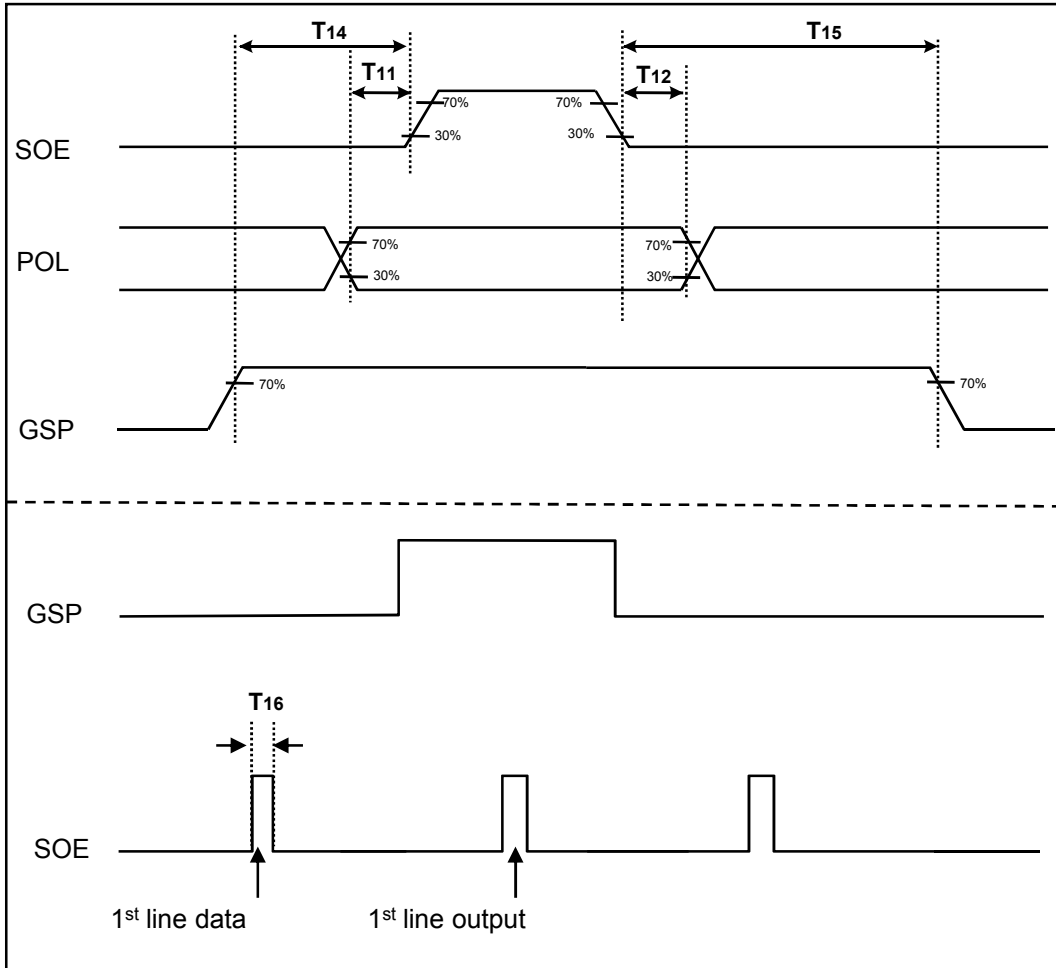 T14
T15
T11
T12
70%
70%
SOE
30%
30%
POL
70%
70%
30%
30%
GSP
70%
70%
GSP
T16
SOE
1st line data
1st line output